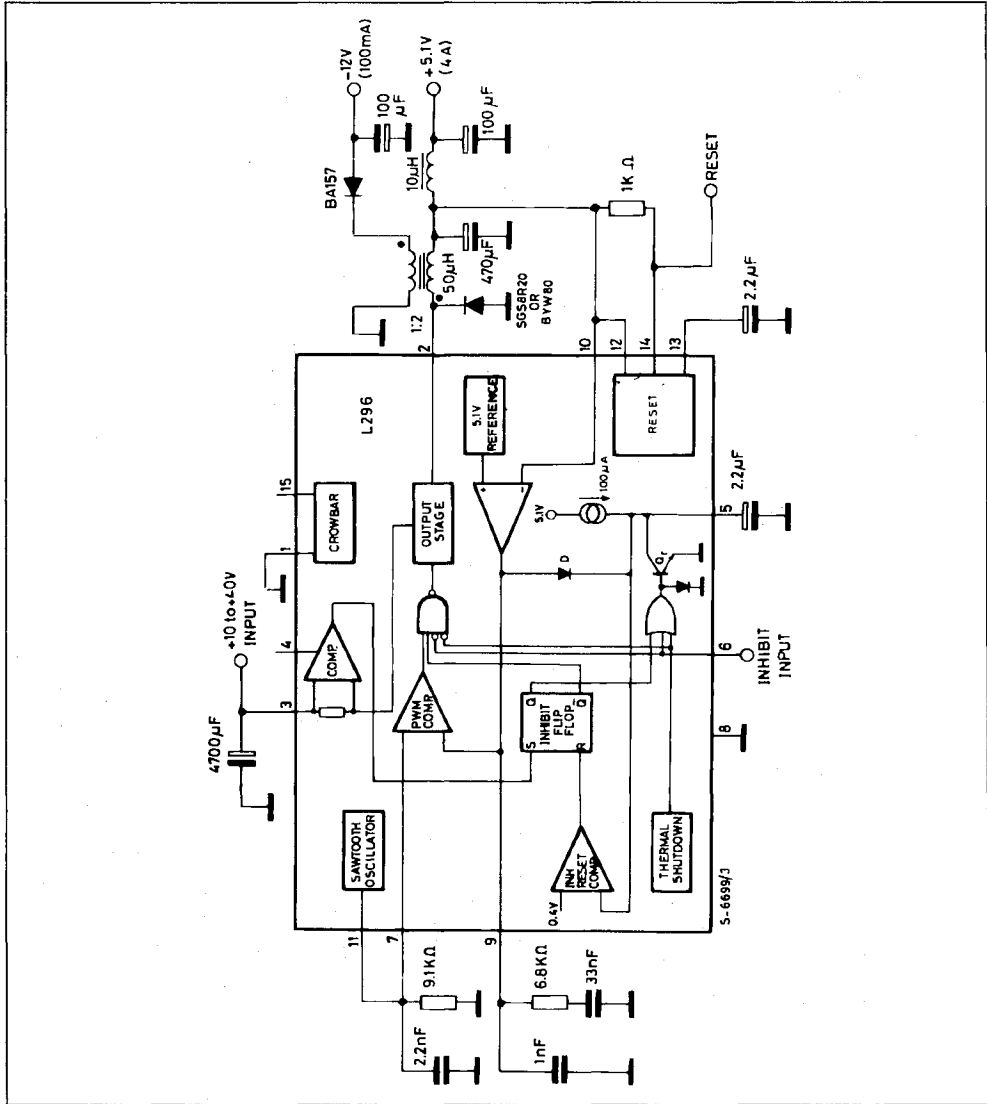 -12V
(100mA)
+5.1V
(4A)
100
µF
BA157
10µH
100µF
50µH
470µF
1:2
SGS8R20
OR
BYW80
1KΩ
RESET
2.2µF
2
10
12
14
13
L296
15
1
CROWBAR
OUTPUT
STAGE
5.1V
REFERENCE
+
-
RESET
100µA
5.1V
5
2.2µF
D
Qr
+10 to+40V
INPUT
4
3
COMP.
4700µF
PWM
COMP.
S
Q
INHIBIT
FLIP
FLOP
R
Q̅
6
INHIBIT
INPUT
8
SAWTOOTH
OSCILLATOR
INH
RESET
COMP.
0.4V
THERMAL
SHUTDOWN
S-6699/3
11
7
9
9.1KΩ
2.2nF
6.8KΩ
33nF
1nF